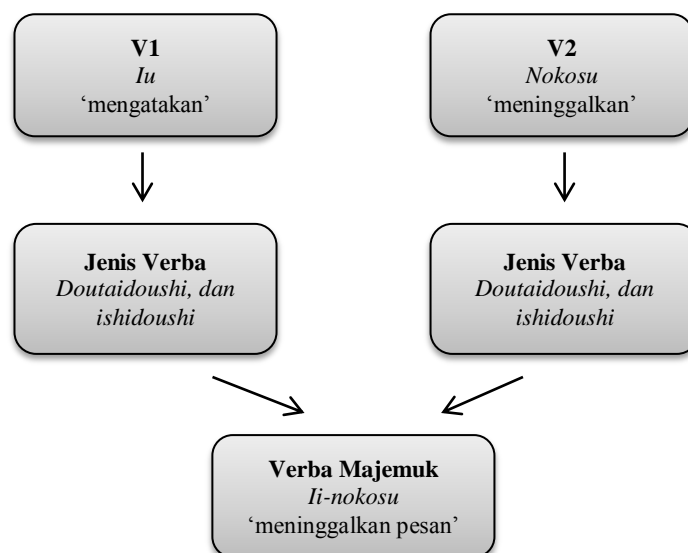 V1
Iu
‘mengatakan’
V2
Nokosu
‘meninggalkan’
Jenis Verba
Doutaidoushi, dan
ishidoushi
Jenis Verba
Doutaidoushi, dan
ishidoushi
Verba Majemuk
Ii-nokosu
‘meninggalkan pesan’